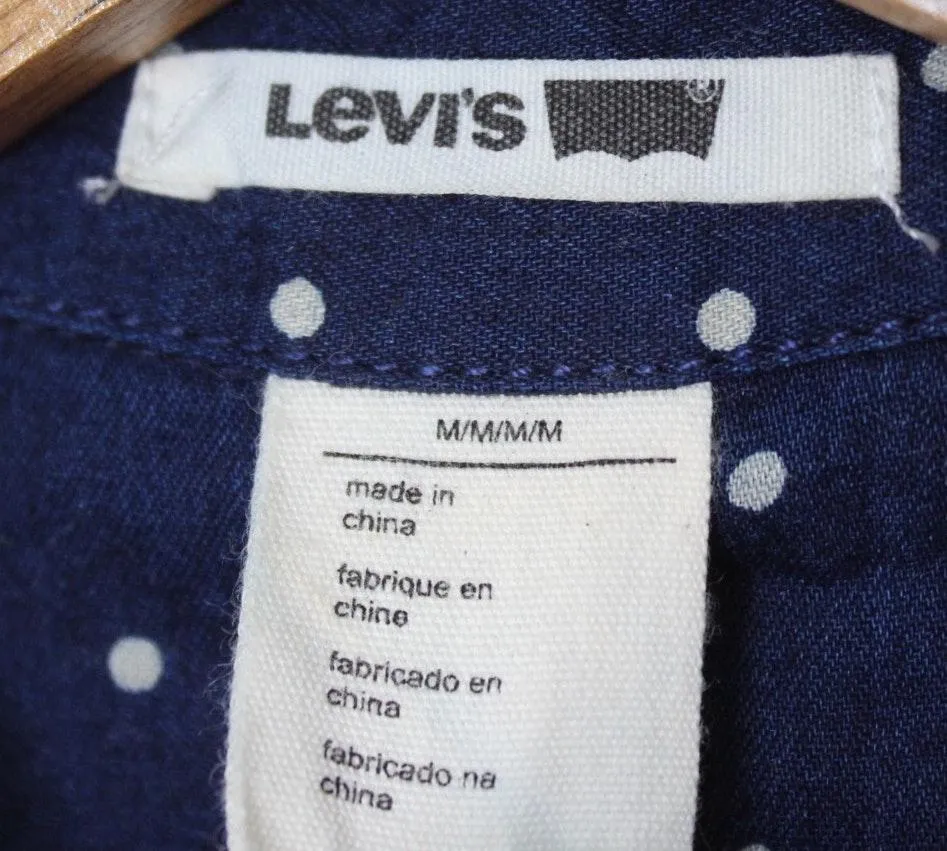 Levi's ®
M/M/M/M
made in
china
fabrique en
chine
fabricado en
china
fabricado na
china